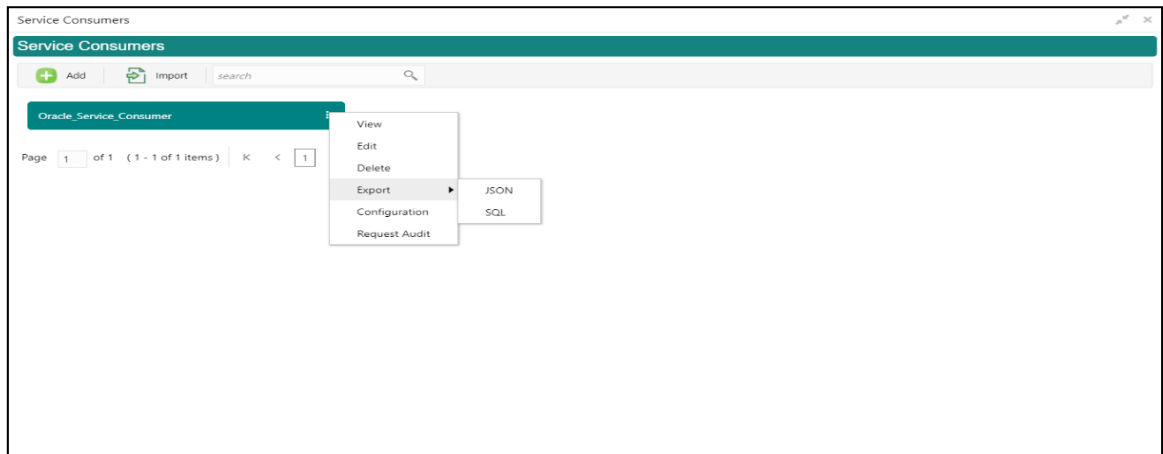 Service Consumers
Service Consumers
Add Import search
Oracle_Service_Consumer
Page 1 of 1 ( 1 - 1 of 1 items ) K < 1
View
Edit
Delete
Export
JSON
SQL
Configuration
Request Audit